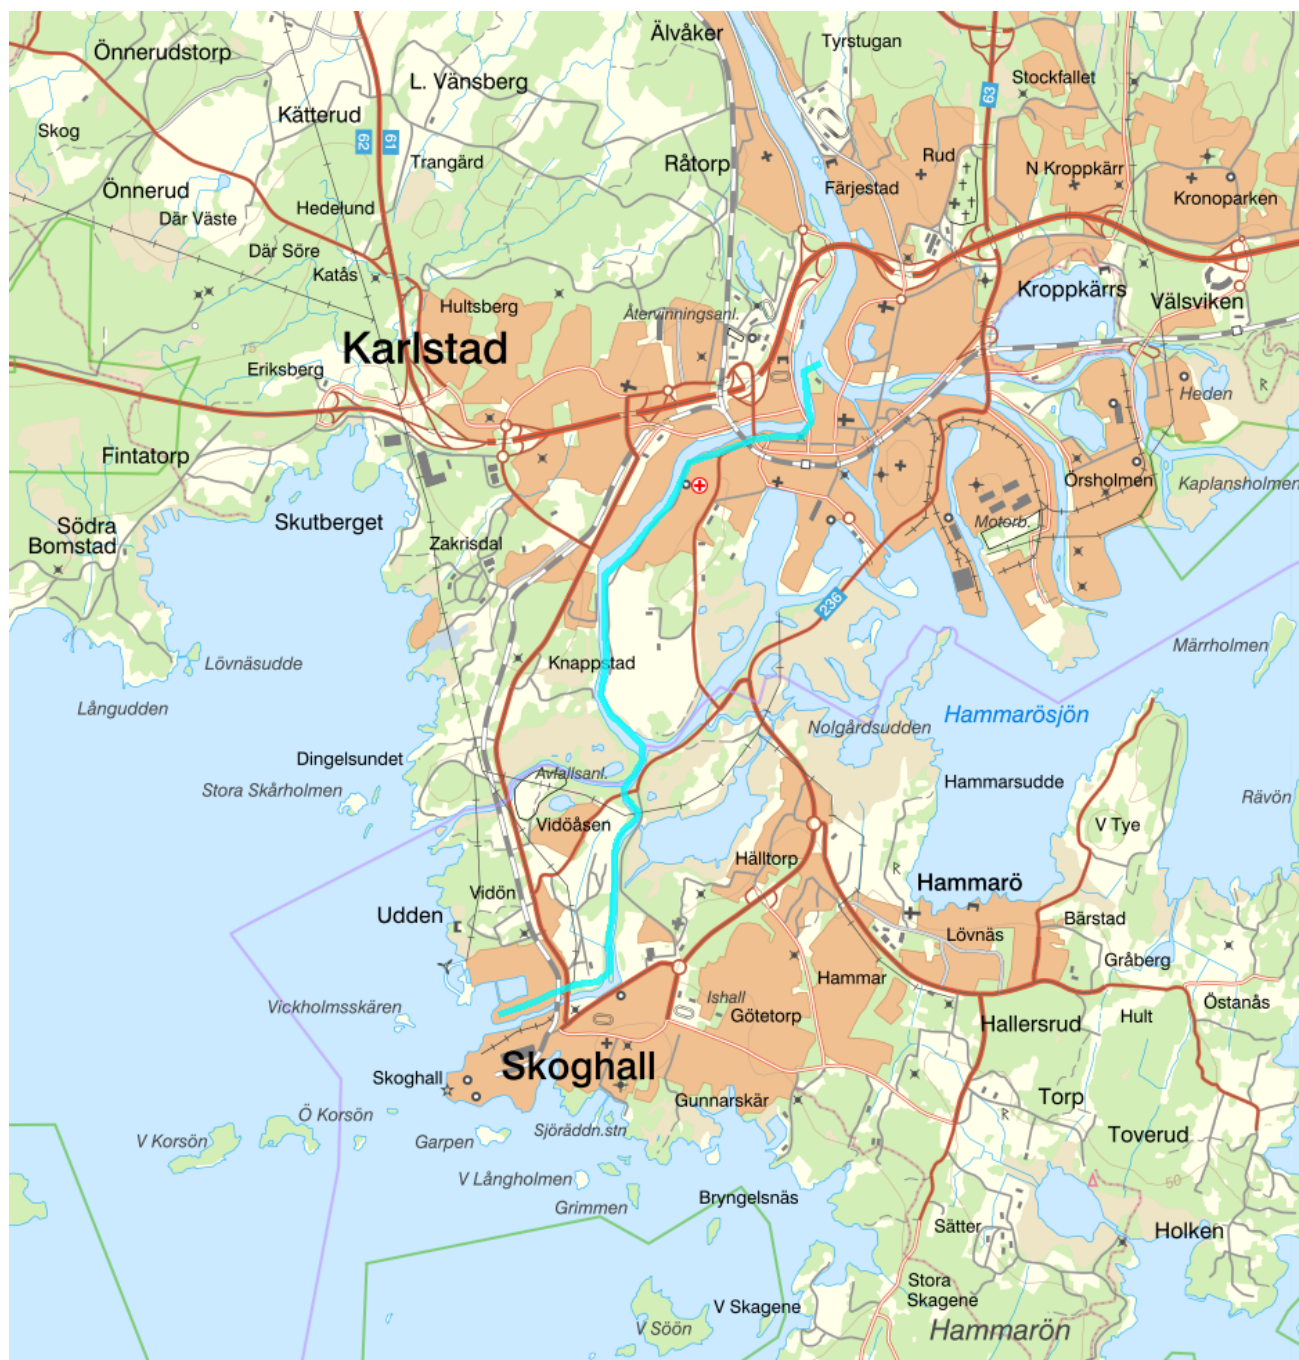 Älvåker
Tyrstugan
Önnerudstorp
Stockfallet
L. Vänsberg
63
Kätterud
Skog
62
61
Trangärd
Råtorp
Rud
N Kroppkärr
Önnerud
Färjestad
Kronoparken
Där Väste
Hedelund
Där Söre
Katås
Kroppkärrs
Välsviken
Hultsberg
Återvinningsanl.
Karlstad
75
Eriksberg
Heden
R
Fintatorp
Örsholmen
Kaplansholmen
Skutberget
Södra
Bomstad
Motorb.
Zakrisdal
236
Lövnäsudde
Knappstad
Märrholmen
Långudden
Hammarösjön
Nolgårdsudden
Dingelsundet
Avfallsanl.
Hammarsudde
Stora Skårholmen
Rävön
Vidöåsen
V Tye
Hälltorp
R
Hammarö
Vidön
Udden
Bärstad
Lövnäs
Gråberg
Hammar
Vickholmsskären
Ishall
Götetorp
Hallersrud
Hult
Östanås
Skoghall
Skoghall
Gunnarskär
Torp
R
Ö Korsön
V Korsön
Garpen
Sjöräddn.stn
Toverud
V Långholmen
Grimmen
Bryngelsnäs
50
Sätter
Holken
Stora
Skagene
V Skagene
V Söön
Hammarön